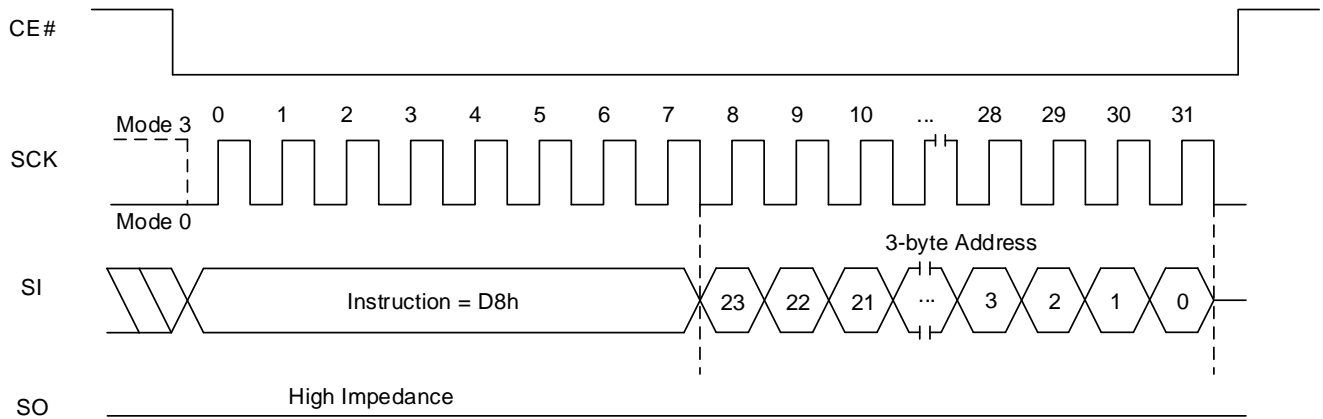 CE#
0 1 2 3 4 5 6 7 8 9 10 ... 28 29 30 31
Mode 3
SCK
Mode 0
3-byte Address
SI
Instruction = D8h 23 22 21 ... 3 2 1 0
High Impedance
SO